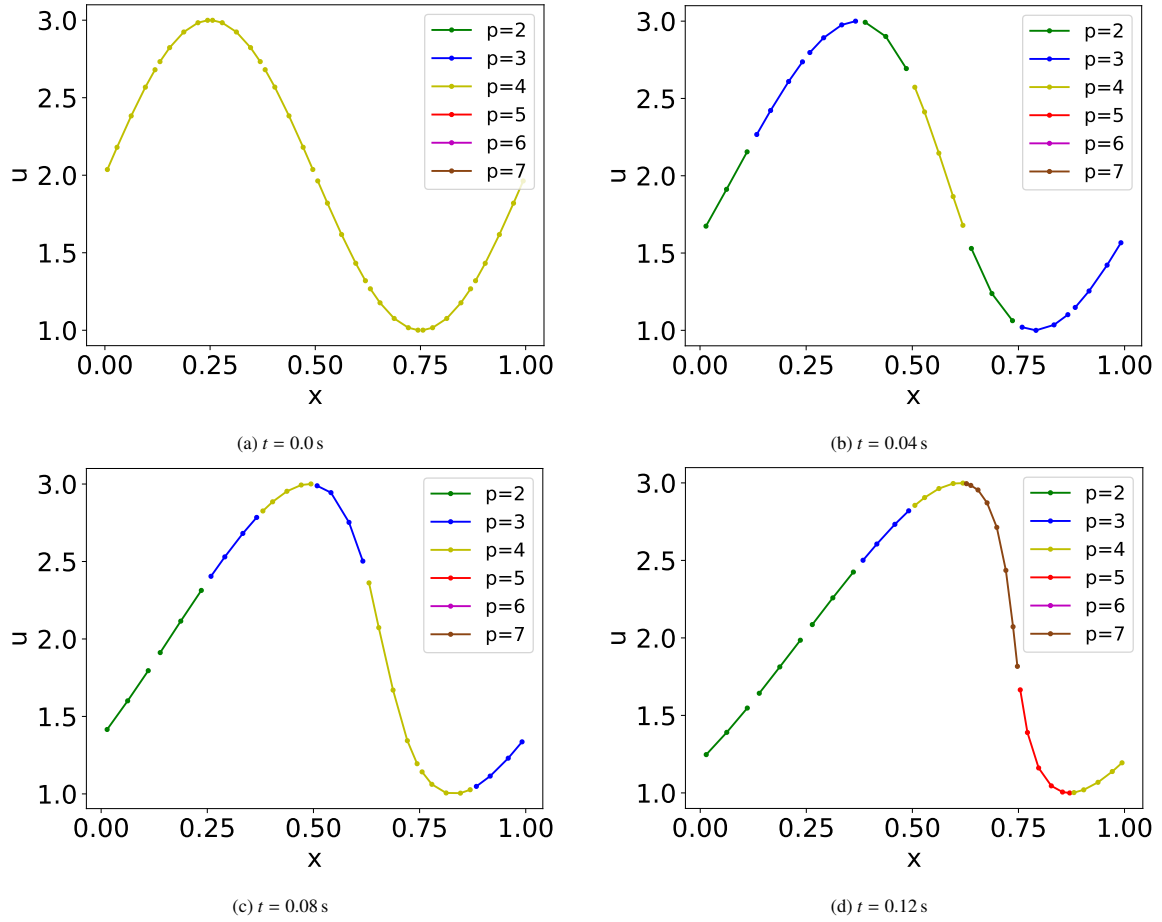 3.0
2.5
2.0
1.5
1.0
u
0.00 0.25 0.50 0.75 1.00
x
p=2
p=3
p=4
p=5
p=6
p=7
(a) t = 0.0 s
3.0
2.5
2.0
1.5
1.0
u
0.00 0.25 0.50 0.75 1.00
x
p=2
p=3
p=4
p=5
p=6
p=7
(b) t = 0.04 s
3.0
2.5
2.0
1.5
1.0
u
0.00 0.25 0.50 0.75 1.00
x
p=2
p=3
p=4
p=5
p=6
p=7
(c) t = 0.08 s
3.0
2.5
2.0
1.5
1.0
u
0.00 0.25 0.50 0.75 1.00
x
p=2
p=3
p=4
p=5
p=6
p=7
(d) t = 0.12 s